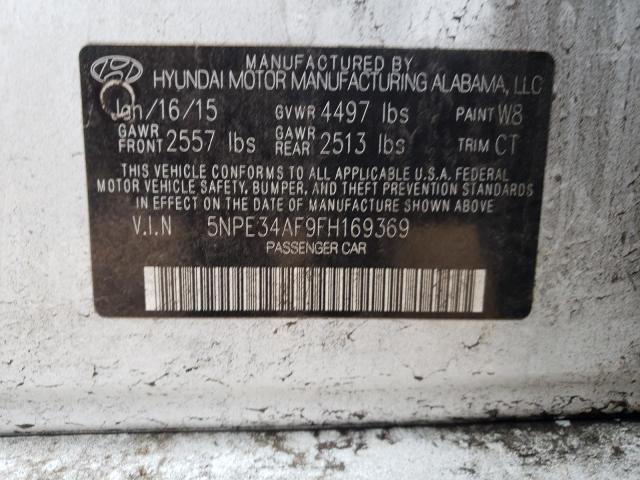 MANUFACTURED BY
HYUNDAI MOTOR MANUFACTURING ALABAMA, LLC
Jan/16/15 GVWR 4497 lbs PAINT W8
GAWR FRONT 2557 lbs GAWR REAR 2513 lbs TRIM CT
THIS VEHICLE CONFORMS TO ALL APPLICABLE U.S.A. FEDERAL
MOTOR VEHICLE SAFETY, BUMPER, AND THEFT PREVENTION STANDARDS
IN EFFECT ON THE DATE OF MANUFACTURE SHOWN ABOVE.
V.I.N 5NPE34AF9FH169369
PASSENGER CAR